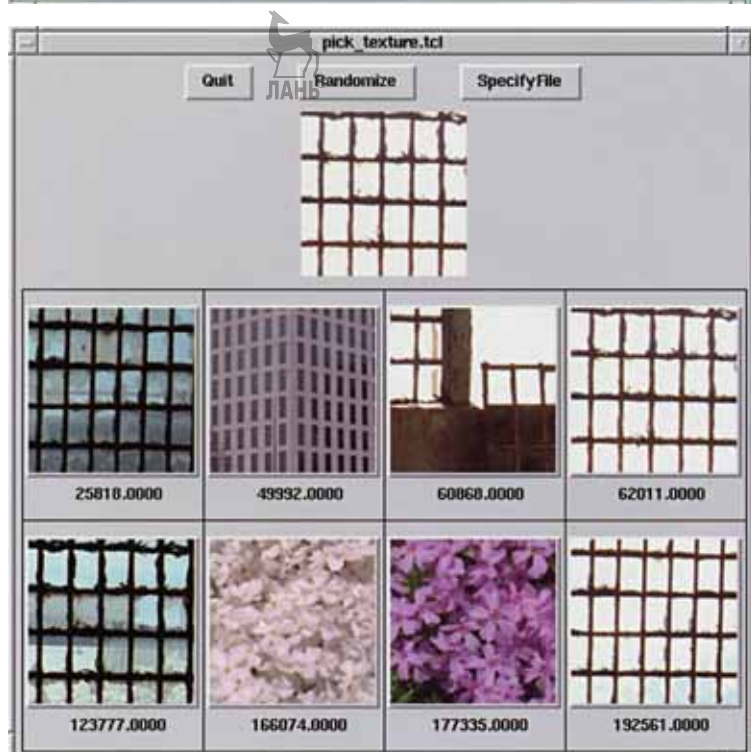 pick_texture.tcl
Quit Randomize SpecifyFile
ЛАНЬ
25818.0000 49992.0000 60868.0000 62011.0000
123777.0000 166074.0000 177335.0000 192561.0000